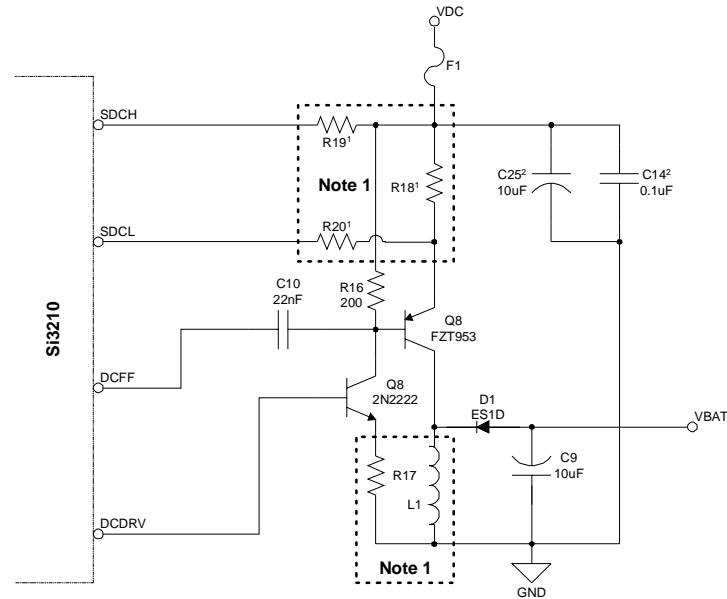 VDC
F1
SDCH
R19¹
Note 1
R18¹
C25²
10uF
C14²
0.1uF
SDCL
R20¹
C10
22nF
R16
200
Q8
FZT953
Si3210
DCFF
Q8
2N2222
D1
ES1D
VBAT
R17
L1
C9
10uF
DCDRV
Note 1
GND